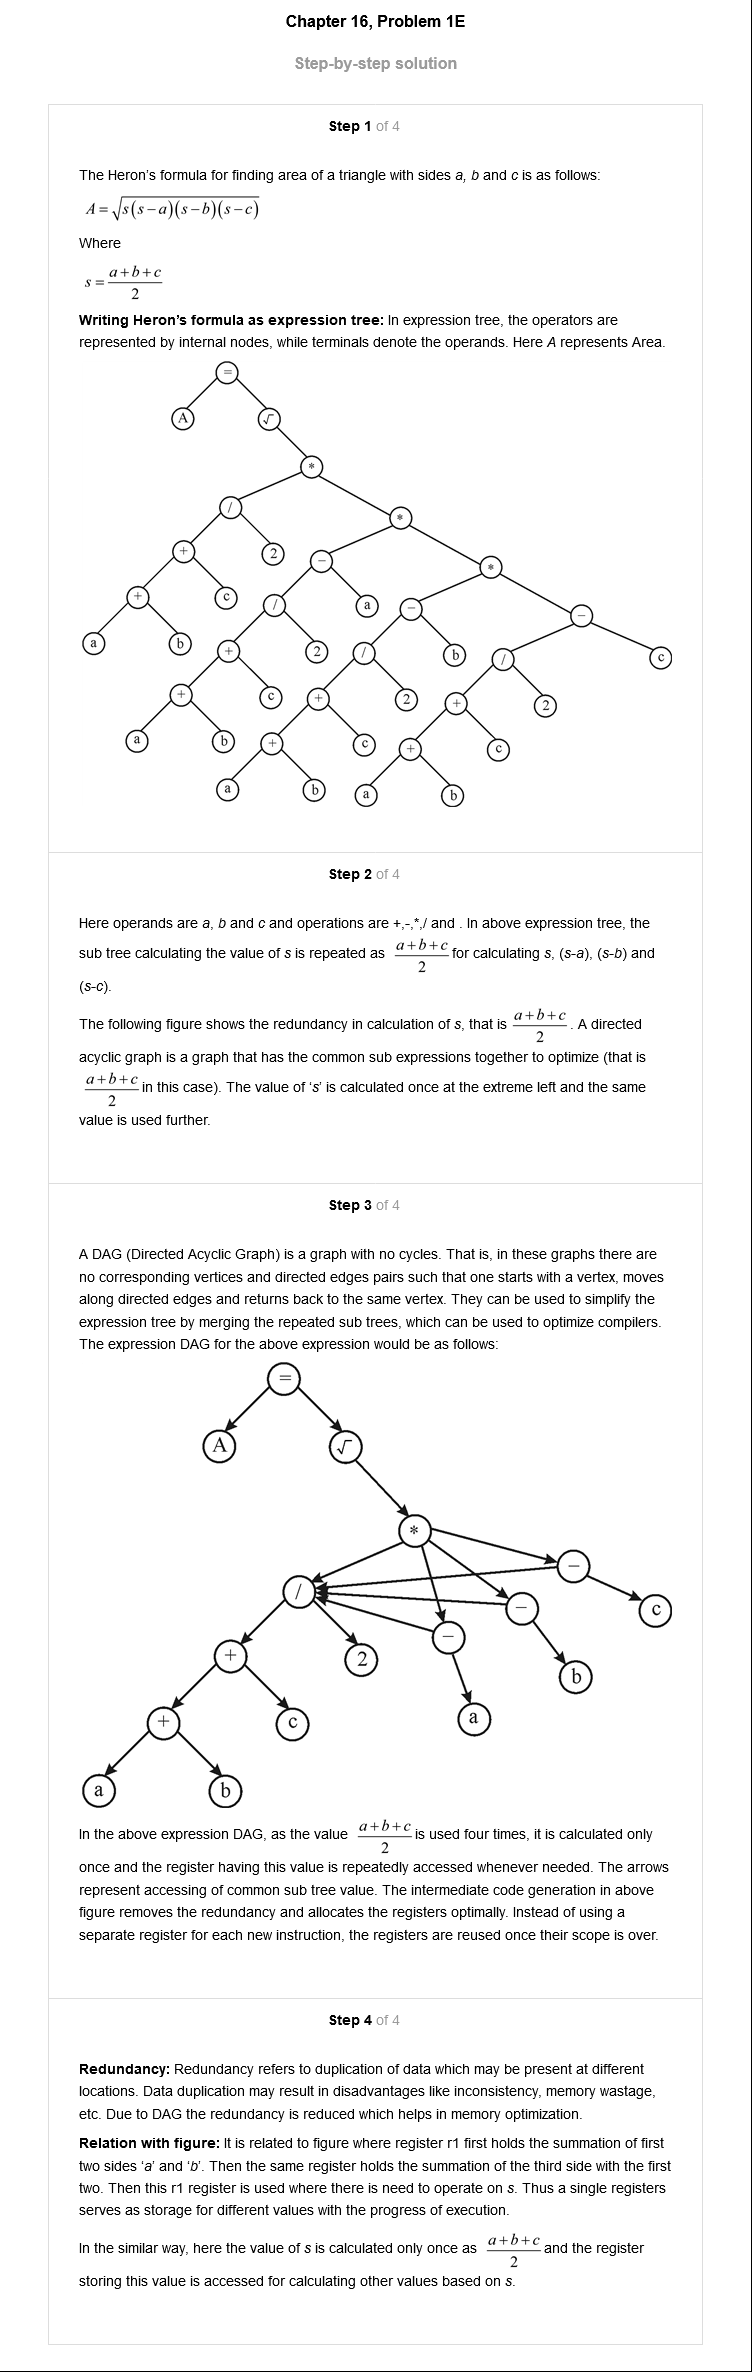 Chapter 16, Problem 1E
Step-by-step solution
Step 1 of 4
The Heron's formula for finding area of a triangle with sides a, b and c is as follows:
A = √s(s−a)(s−b)(s−c)
Where
s = a+b+c
2
Writing Heron's formula as expression tree: In expression tree, the operators are
represented by internal nodes, while terminals denote the operands. Here A represents Area.
=
A √
*
/ *
+ 2 − *
+ c / a − −
a b + 2 / b / c
+ c + 2 + 2
a b + c + c
a b a b
Step 2 of 4
Here operands are a, b and c and operations are +,-,*,/ and . In above expression tree, the
sub tree calculating the value of s is repeated as a+b+c/2 for calculating s, (s-a), (s-b) and
(s-c).
The following figure shows the redundancy in calculation of s, that is a+b+c/2 . A directed
acyclic graph is a graph that has the common sub expressions together to optimize (that is
a+b+c/2 in this case). The value of 's' is calculated once at the extreme left and the same
value is used further.
Step 3 of 4
A DAG (Directed Acyclic Graph) is a graph with no cycles. That is, in these graphs there are
no corresponding vertices and directed edges pairs such that one starts with a vertex, moves
along directed edges and returns back to the same vertex. They can be used to simplify the
expression tree by merging the repeated sub trees, which can be used to optimize compilers.
The expression DAG for the above expression would be as follows:
=
A √
*
/ − − −
c
+ 2 b
+ c a
a b
In the above expression DAG, as the value a+b+c/2 is used four times, it is calculated only
once and the register having this value is repeatedly accessed whenever needed. The arrows
represent accessing of common sub tree value. The intermediate code generation in above
figure removes the redundancy and allocates the registers optimally. Instead of using a
separate register for each new instruction, the registers are reused once their scope is over.
Step 4 of 4
Redundancy: Redundancy refers to duplication of data which may be present at different
locations. Data duplication may result in disadvantages like inconsistency, memory wastage,
etc. Due to DAG the redundancy is reduced which helps in memory optimization.
Relation with figure: It is related to figure where register r1 first holds the summation of first
two sides 'a' and 'b'. Then the same register holds the summation of the third side with the first
two. Then this r1 register is used where there is need to operate on s. Thus a single registers
serves as storage for different values with the progress of execution.
In the similar way, here the value of s is calculated only once as a+b+c/2 and the register
storing this value is accessed for calculating other values based on s.